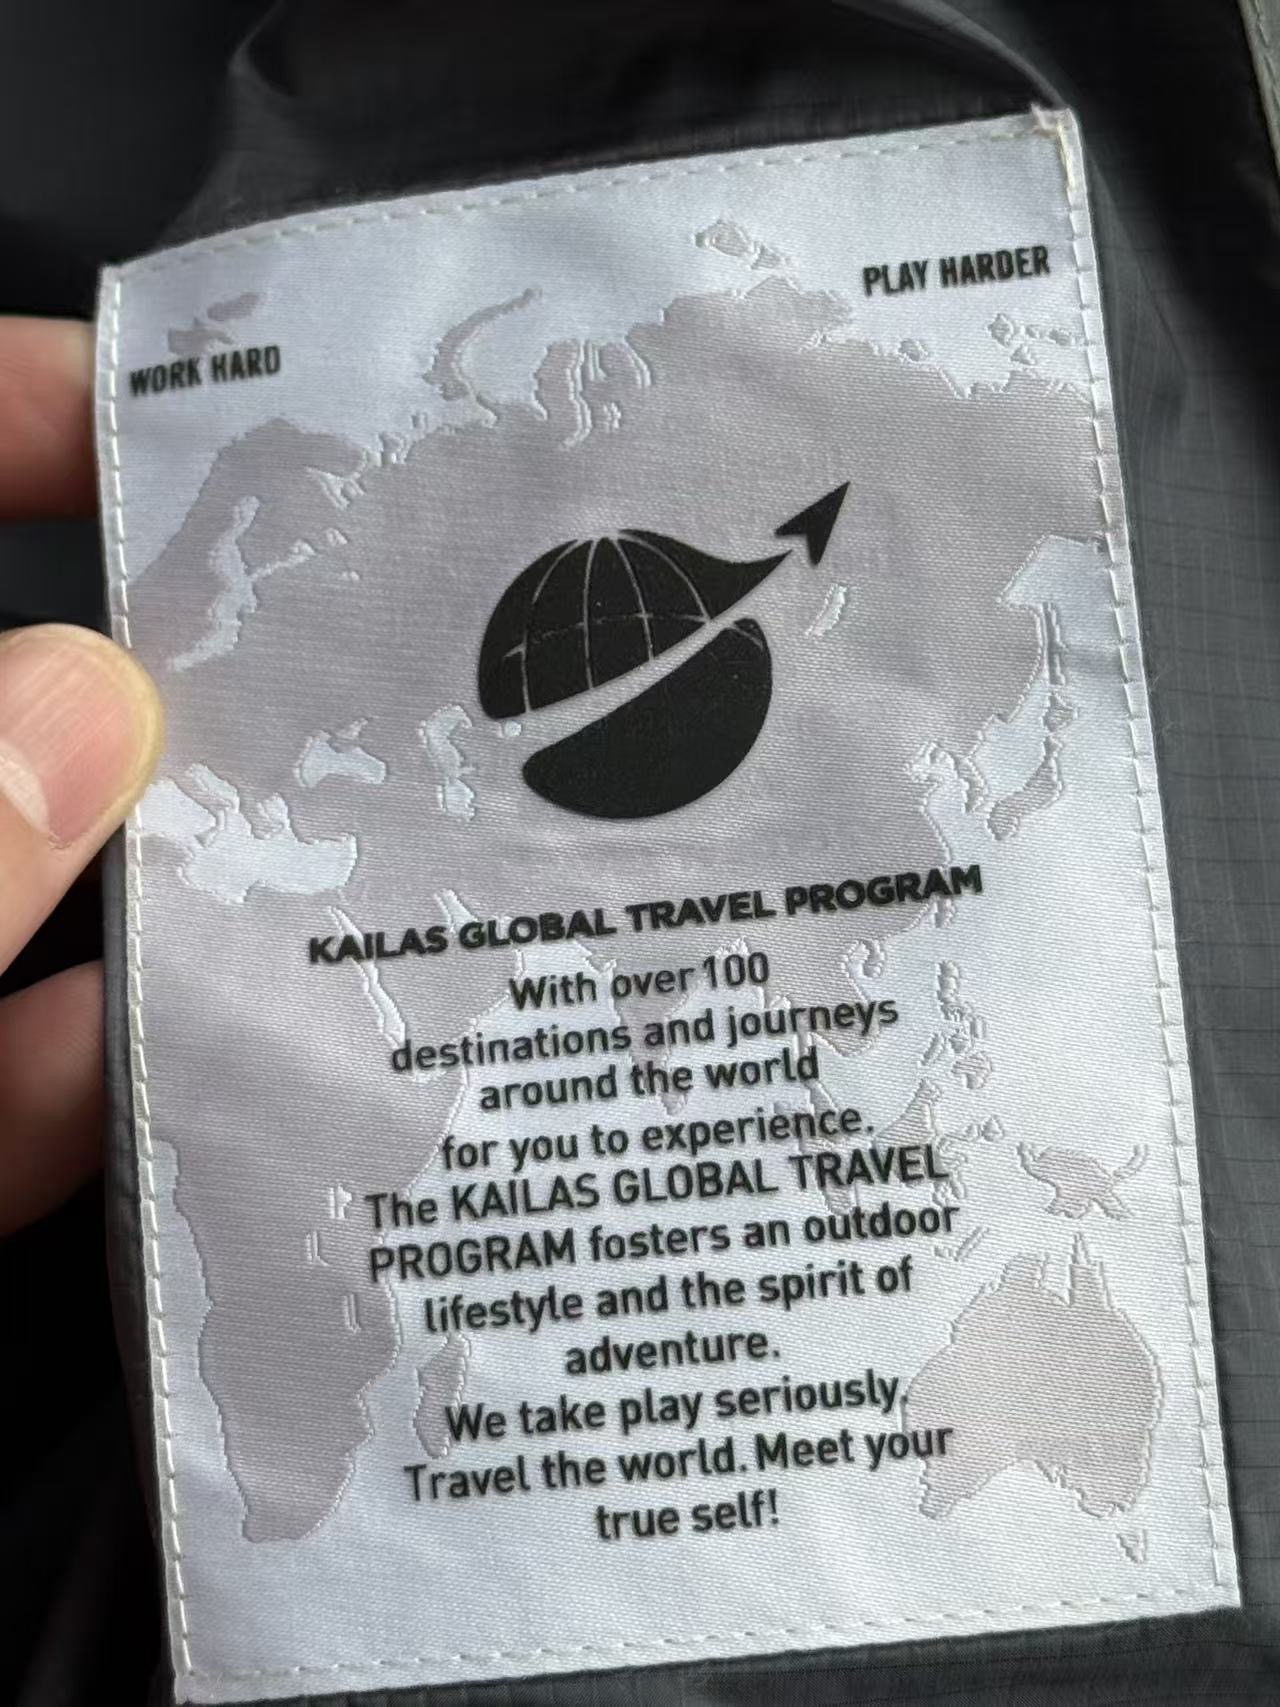 WORK HARD
PLAY HARDER
KAILAS GLOBAL TRAVEL PROGRAM
With over 100
destinations and journeys
around the world
for you to experience.
The KAILAS GLOBAL TRAVEL
PROGRAM fosters an outdoor
lifestyle and the spirit of
adventure.
We take play seriously.
Travel the world. Meet your
true self!